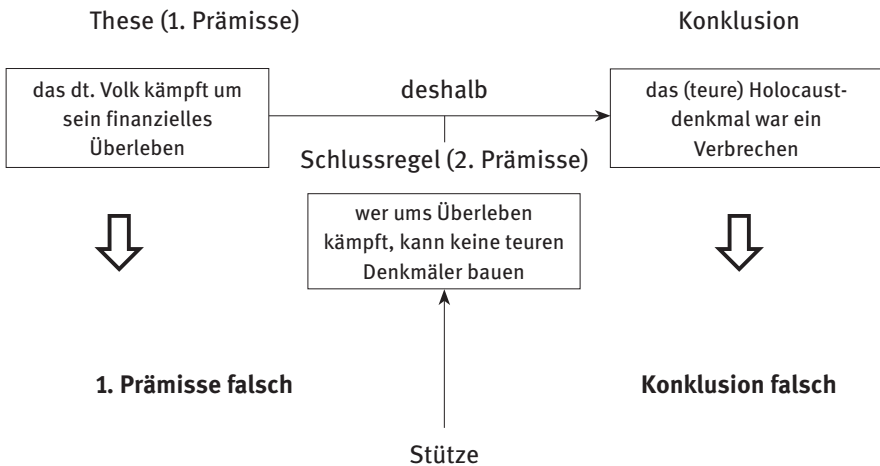 These (1. Prämisse)
Konklusion
das dt. Volk kämpft um
sein finanzielles
Überleben
deshalb
das (teure) Holocaust-
denkmal war ein
Verbrechen
Schlussregel (2. Prämisse)
wer ums Überleben
kämpft, kann keine teuren
Denkmäler bauen
1. Prämisse falsch
Konklusion falsch
Stütze